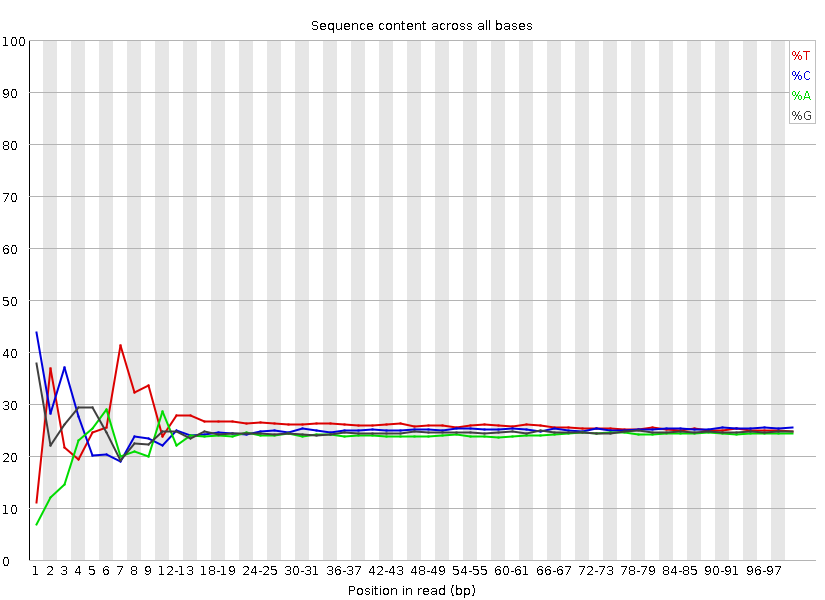 Sequence content across all bases
100
90
80
70
60
50
40
30
20
10
0
%T
%C
%A
%G
1 2 3 4 5 6 7 8 9 12-13 18-19 24-25 30-31 36-37 42-43 48-49 54-55 60-61 66-67 72-73 78-79 84-85 90-91 96-97
Position in read (bp)